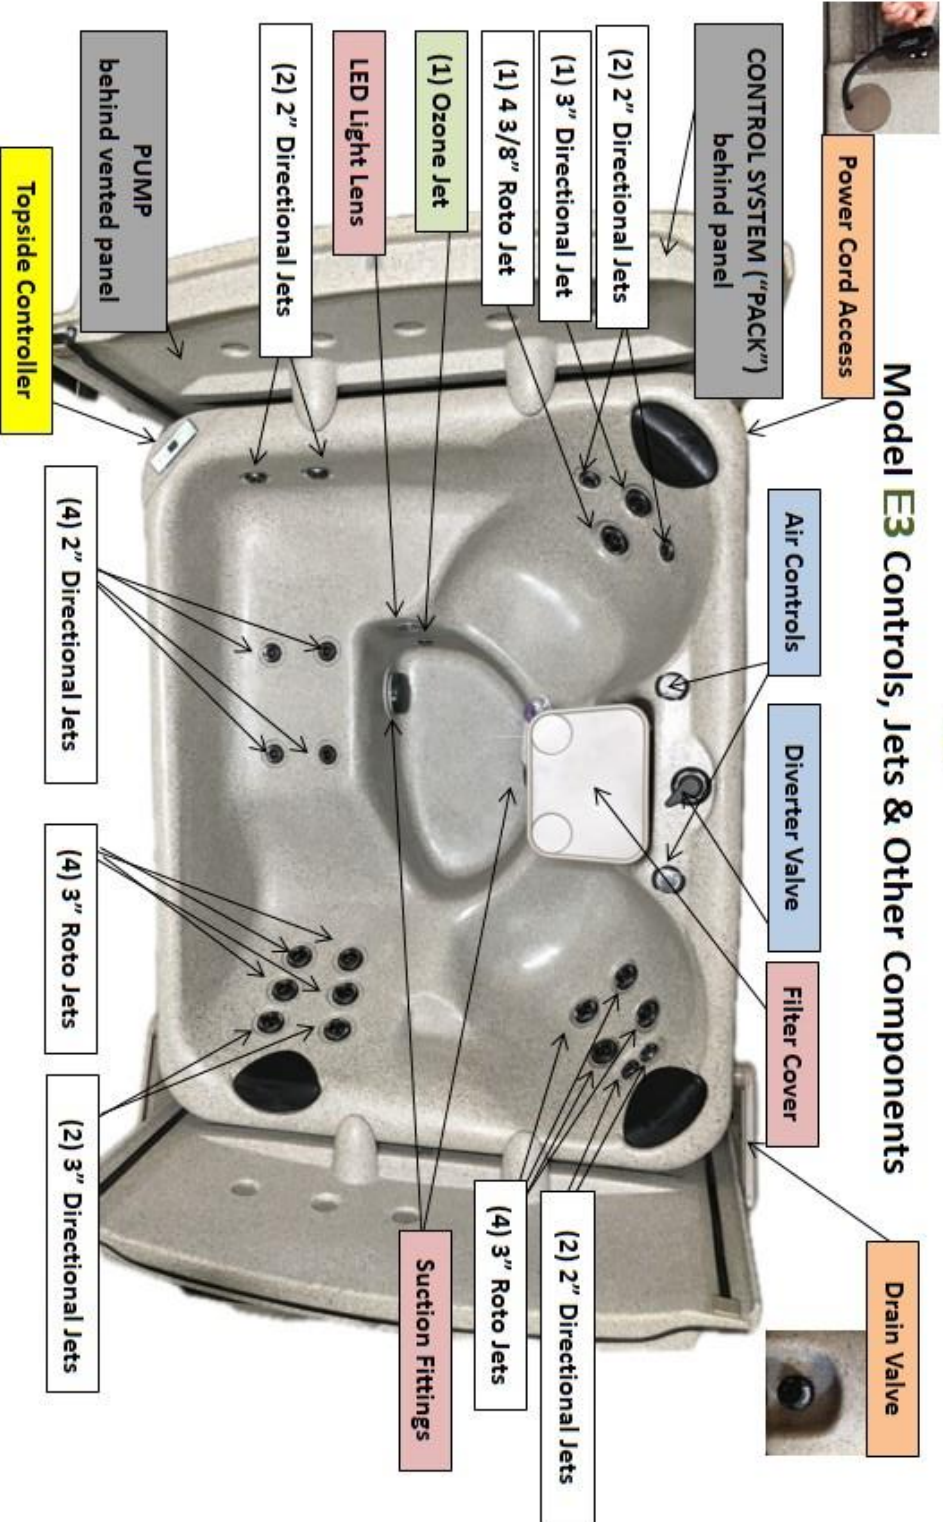 Model E3 Controls, Jets & Other Components
Power Cord Access
Air Controls
Diverter Valve
Filter Cover
Drain Valve
CONTROL SYSTEM (“PACK”)
behind panel
(2) 2” Directional Jets
(1) 3” Directional Jet
(1) 4 3/8” Roto Jet
(1) Ozone Jet
LED Light Lens
(2) 2” Directional Jets
PUMP
behind vented panel
Topside Controller
(2) 2” Directional Jets
(4) 3” Roto Jets
Suction Fittings
(4) 2” Directional Jets
(4) 3” Roto Jets
(2) 3” Directional Jets